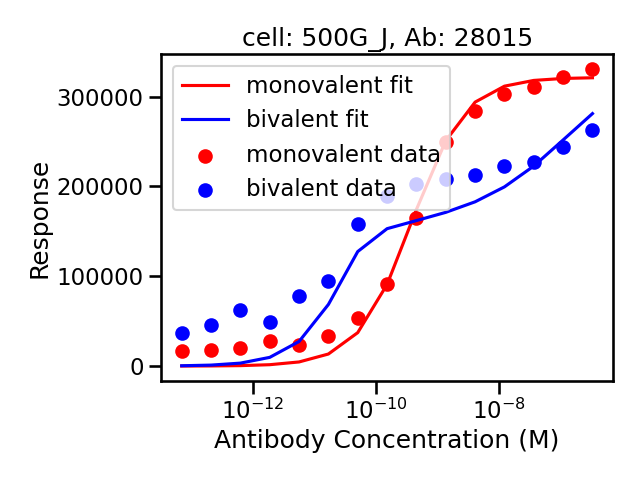 cell: 500G_J, Ab: 28015
monovalent fit
bivalent fit
monovalent data
bivalent data
Response
300000
200000
100000
0
10⁻¹²
10⁻¹⁰
10⁻⁸
Antibody Concentration (M)